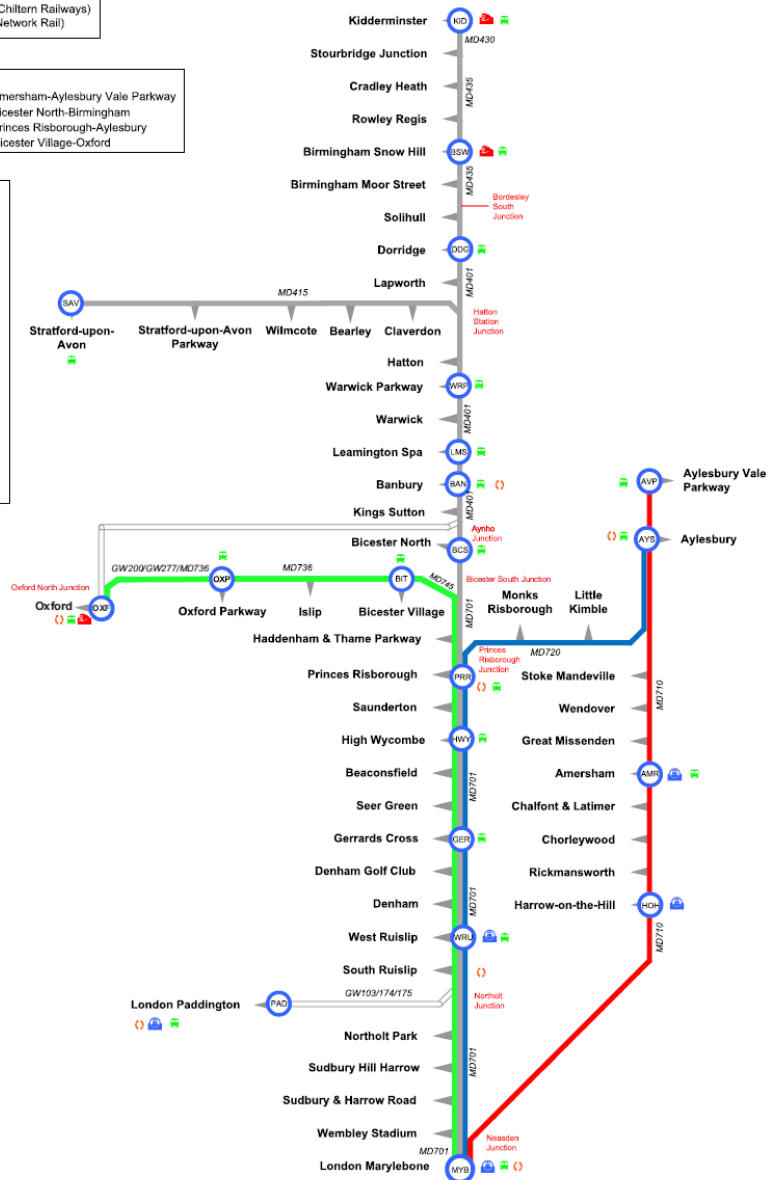 Chiltern Railways)
Network Rail)
mersham-Aylesbury Vale Parkway
icester North-Birmingham
rinces Risborough-Aylesbury
icester Village-Oxford
Kidderminster
KID
MD430
Stourbridge Junction
Cradley Heath
MD435
Rowley Regis
Birmingham Snow Hill
BSW
MD435
Birmingham Moor Street
Bordesley
South
Junction
Solihull
Dorridge
DDG
Lapworth
MD401
MD415
SAV
Stratford-upon-
Avon
Stratford-upon-Avon
Parkway
Wilmcote
Bearley
Claverdon
Hatton
Station
Junction
Hatton
Warwick Parkway
WRP
Warwick
MD401
Leamington Spa
LMS
Banbury
BAN
MD401
Kings Sutton
Aynho
Junction
Bicester North
BCS
AVP
Aylesbury Vale
Parkway
AYS
Aylesbury
GW200/GW277/MD736
OXP
MD736
BIT
MD745
Bicester South Junction
Oxford North Junction
Oxford
OXF
Oxford Parkway
Islip
Bicester Village
MD701
Monks
Risborough
Little
Kimble
MD720
Haddenham & Thame Parkway
Princes
Risborough
Junction
Princes Risborough
PRR
Stoke Mandeville
MD710
Saunderton
Wendover
High Wycombe
HWY
Great Missenden
Beaconsfield
MD701
Amersham
AMR
Seer Green
Chalfont & Latimer
Gerrards Cross
GER
Chorleywood
Denham Golf Club
Rickmansworth
Denham
MD701
Harrow-on-the-Hill
HOH
West Ruislip
WRU
MD710
South Ruislip
GW103/174/175
London Paddington
PAD
Northolt
Junction
Northolt Park
Sudbury Hill Harrow
MD701
Sudbury & Harrow Road
Wembley Stadium
Neasden
Junction
MD701
London Marylebone
MYB